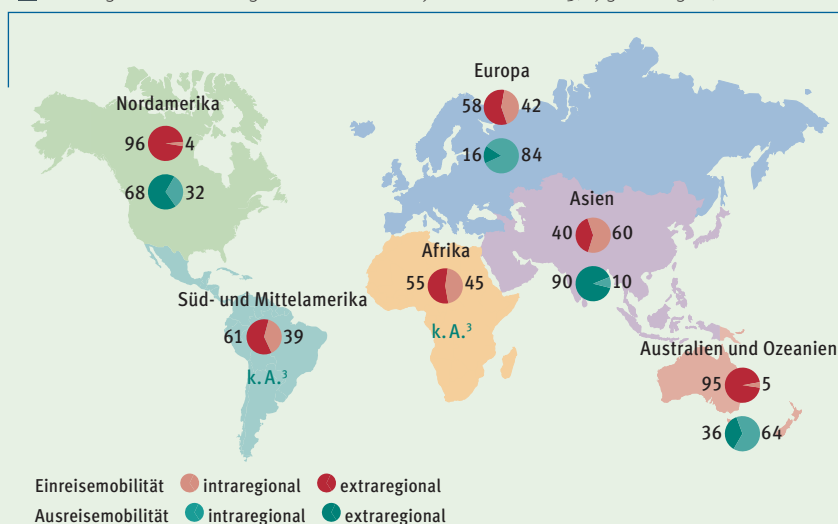 Europa
58 42
16 84
Nordamerika
96 4
68 32
Asien
40 60
90 10
Afrika
55 45
k. A.³
Süd- und Mittelamerika
61 39
k. A.³
Australien und Ozeanien
95 5
36 64
Einreisemobilität intraregional extraregional
Ausreisemobilität intraregional extraregional